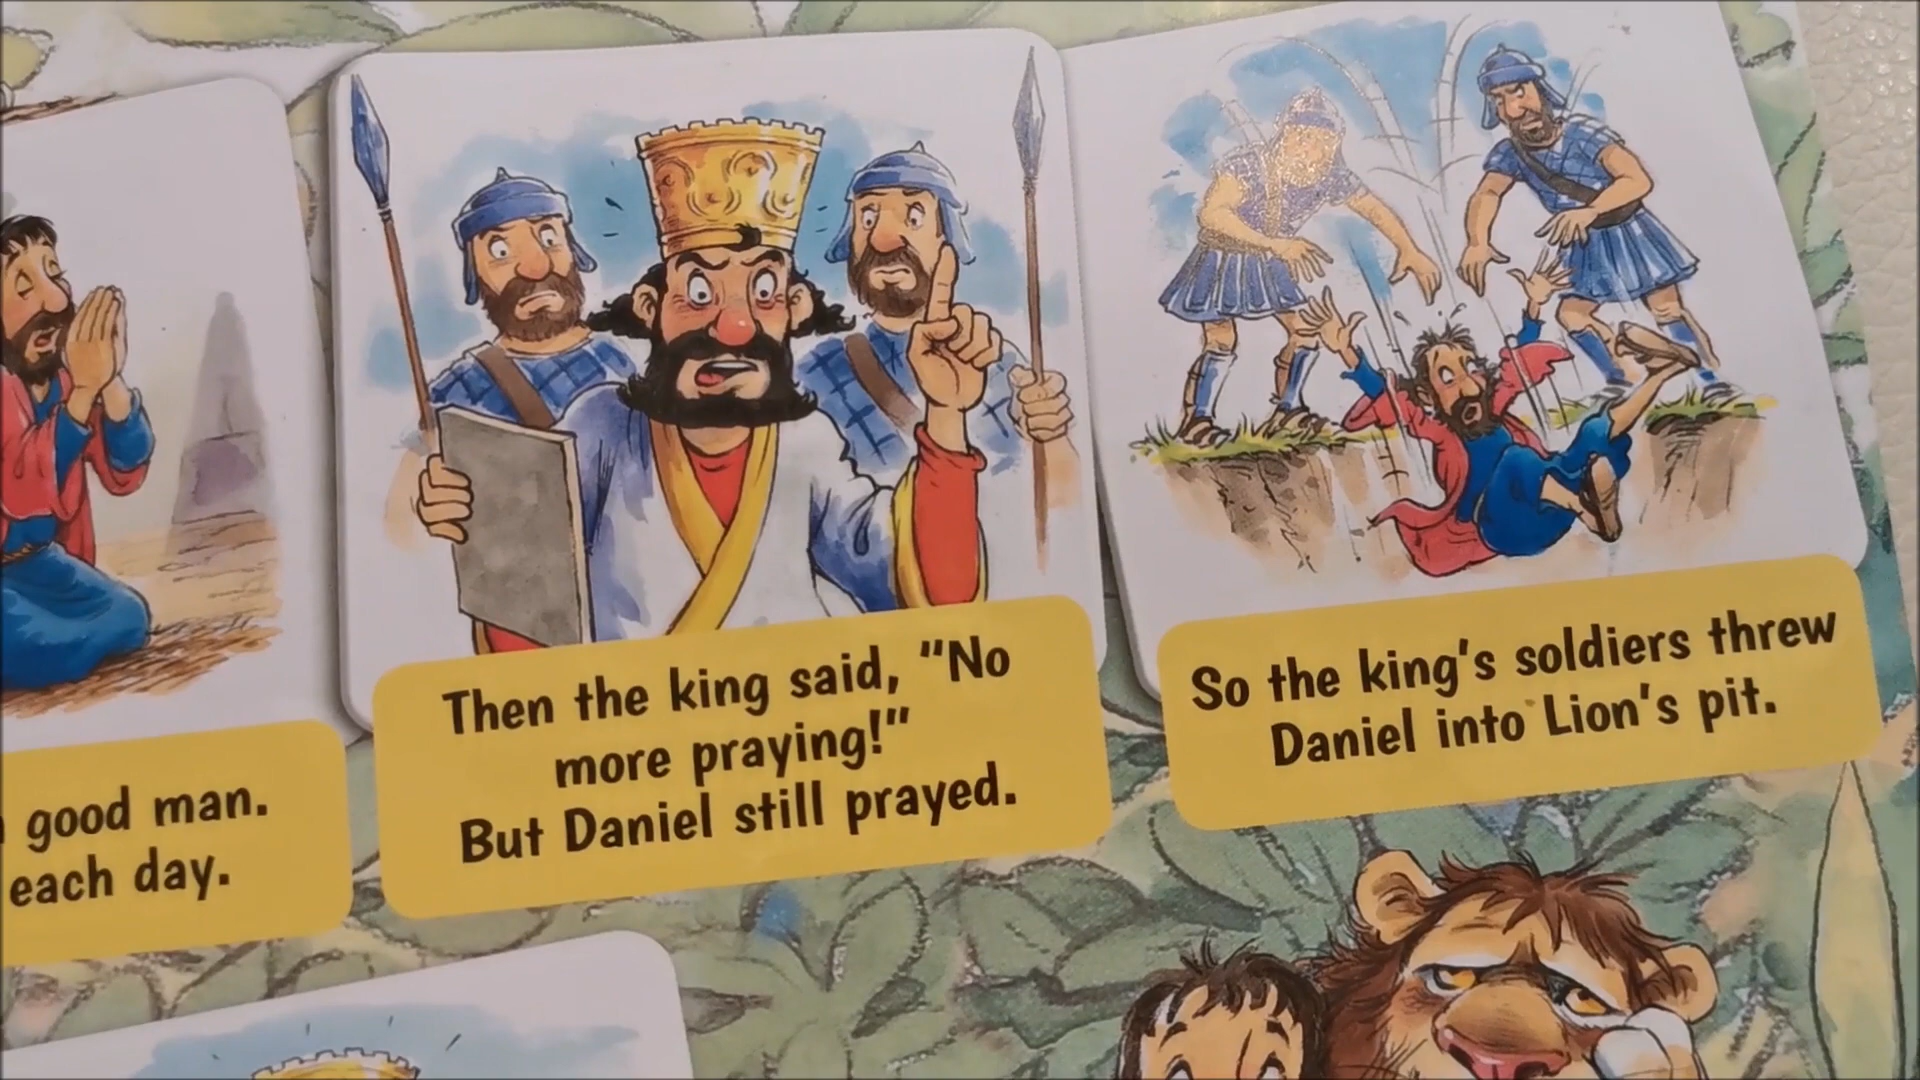 good man.
each day.
Then the king said, "No
more praying!"
But Daniel still prayed.
So the king's soldiers threw
Daniel into Lion's pit.